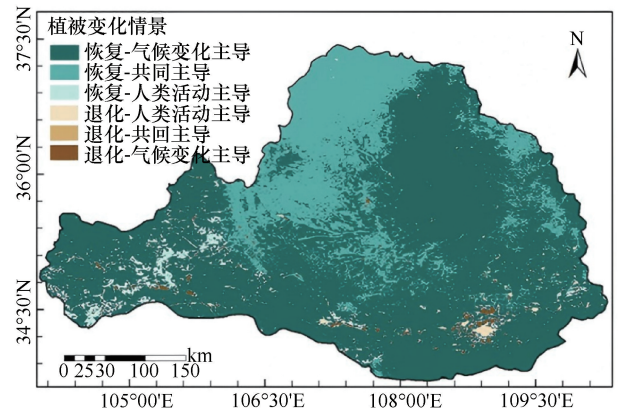 植被变化情景
恢复-气候变化主导
恢复-共同主导
恢复-人类活动主导
退化-人类活动主导
退化-共回主导
退化-气候变化主导
N
37°30'N
36°00'N
34°30'N
km
0 2530 100 150
105°00'E 106°30'E 108°00'E 109°30'E